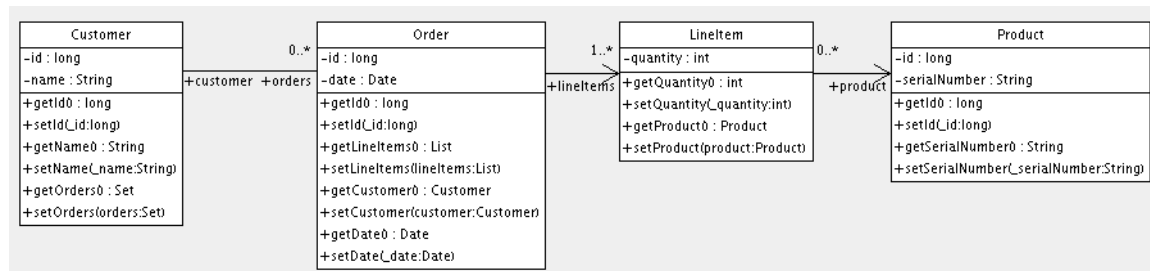 Customer
-id : long
-name : String
+getId() : long
+setId(_id:long)
+getName() : String
+setName(_name:String)
+getOrders() : Set
+setOrders(orders:Set)
+customer
0..*
+orders
Order
-id : long
-date : Date
+getId() : long
+setId(_id:long)
+getLineItems() : List
+setLineItems(lineItems:List)
+getCustomer() : Customer
+setCustomer(customer:Customer)
+getDate() : Date
+setDate(_date:Date)
1..*
+lineItems
LineItem
-quantity : int
+getQuantity() : int
+setQuantity(_quantity:int)
+getProduct() : Product
+setProduct(product:Product)
0..*
+product
Product
-id : long
-serialNumber : String
+getId() : long
+setId(_id:long)
+getSerialNumber() : String
+setSerialNumber(_serialNumber:String)